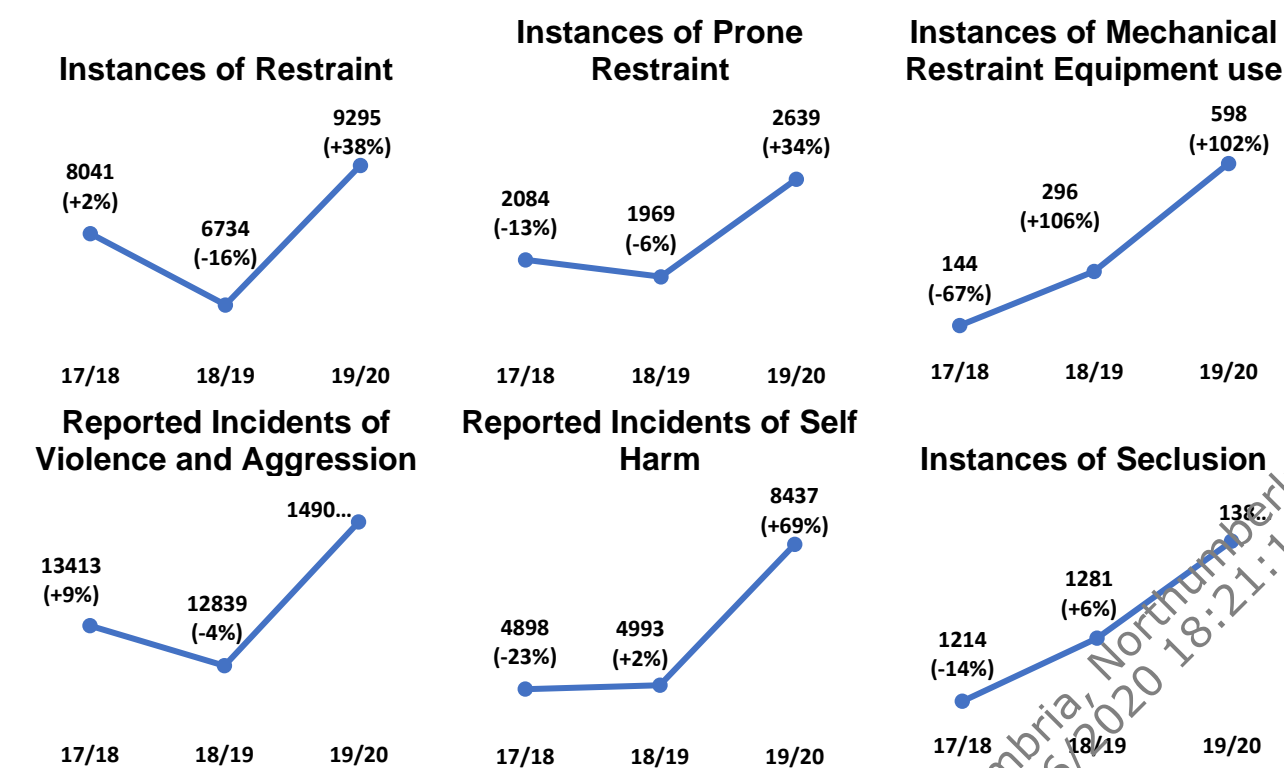 Instances of Restraint
8041
(+2%)
6734
(-16%)
9295
(+38%)
17/18 18/19 19/20
Instances of Prone
Restraint
2084
(-13%)
1969
(-6%)
2639
(+34%)
17/18 18/19 19/20
Instances of Mechanical
Restraint Equipment use
144
(-67%)
296
(+106%)
598
(+102%)
17/18 18/19 19/20
Reported Incidents of
Violence and Aggression
13413
(+9%)
12839
(-4%)
1490...
17/18 18/19 19/20
Reported Incidents of Self
Harm
4898
(-23%)
4993
(+2%)
8437
(+69%)
17/18 18/19 19/20
Instances of Seclusion
1214
(-14%)
1281
(+6%)
138...
17/18 18/19 19/20